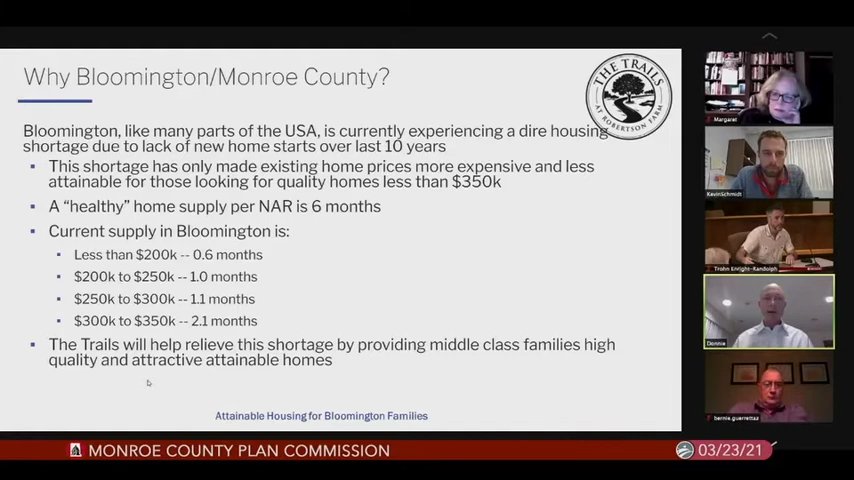 Why Bloomington/Monroe County?
THE TRAILS
AT ROBERTSON FARM
Bloomington, like many parts of the USA, is currently experiencing a dire housing
shortage due to lack of new home starts over last 10 years
This shortage has only made existing home prices more expensive and less
attainable for those looking for quality homes less than $350k
A “healthy” home supply per NAR is 6 months
Current supply in Bloomington is:
Less than $200k -- 0.6 months
$200k to $250k -- 1.0 months
$250k to $300k -- 1.1 months
$300k to $350k -- 2.1 months
The Trails will help relieve this shortage by providing middle class families high
quality and attractive attainable homes
Attainable Housing for Bloomington Families
Margaret
KevinSchmidt
Trohn Enright-Randolph
Donnie
bernie.guerrettaz
MONROE COUNTY PLAN COMMISSION
03/23/21